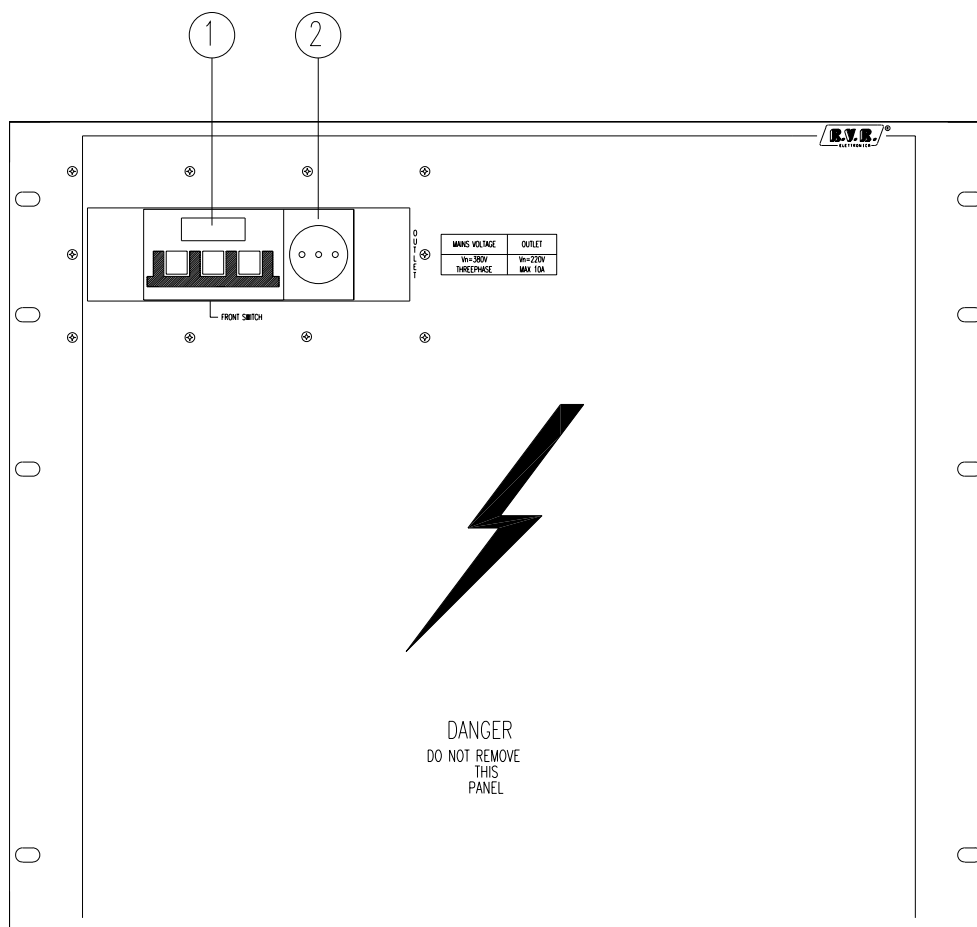 1 2
R.V.R.®
ELETTRONICA
OUTLET
MAINS VOLTAGE OUTLET
Vn=380V Vn=220V
THREEPHASE MAX 10A
FRONT SWITCH
DANGER
DO NOT REMOVE
THIS
PANEL